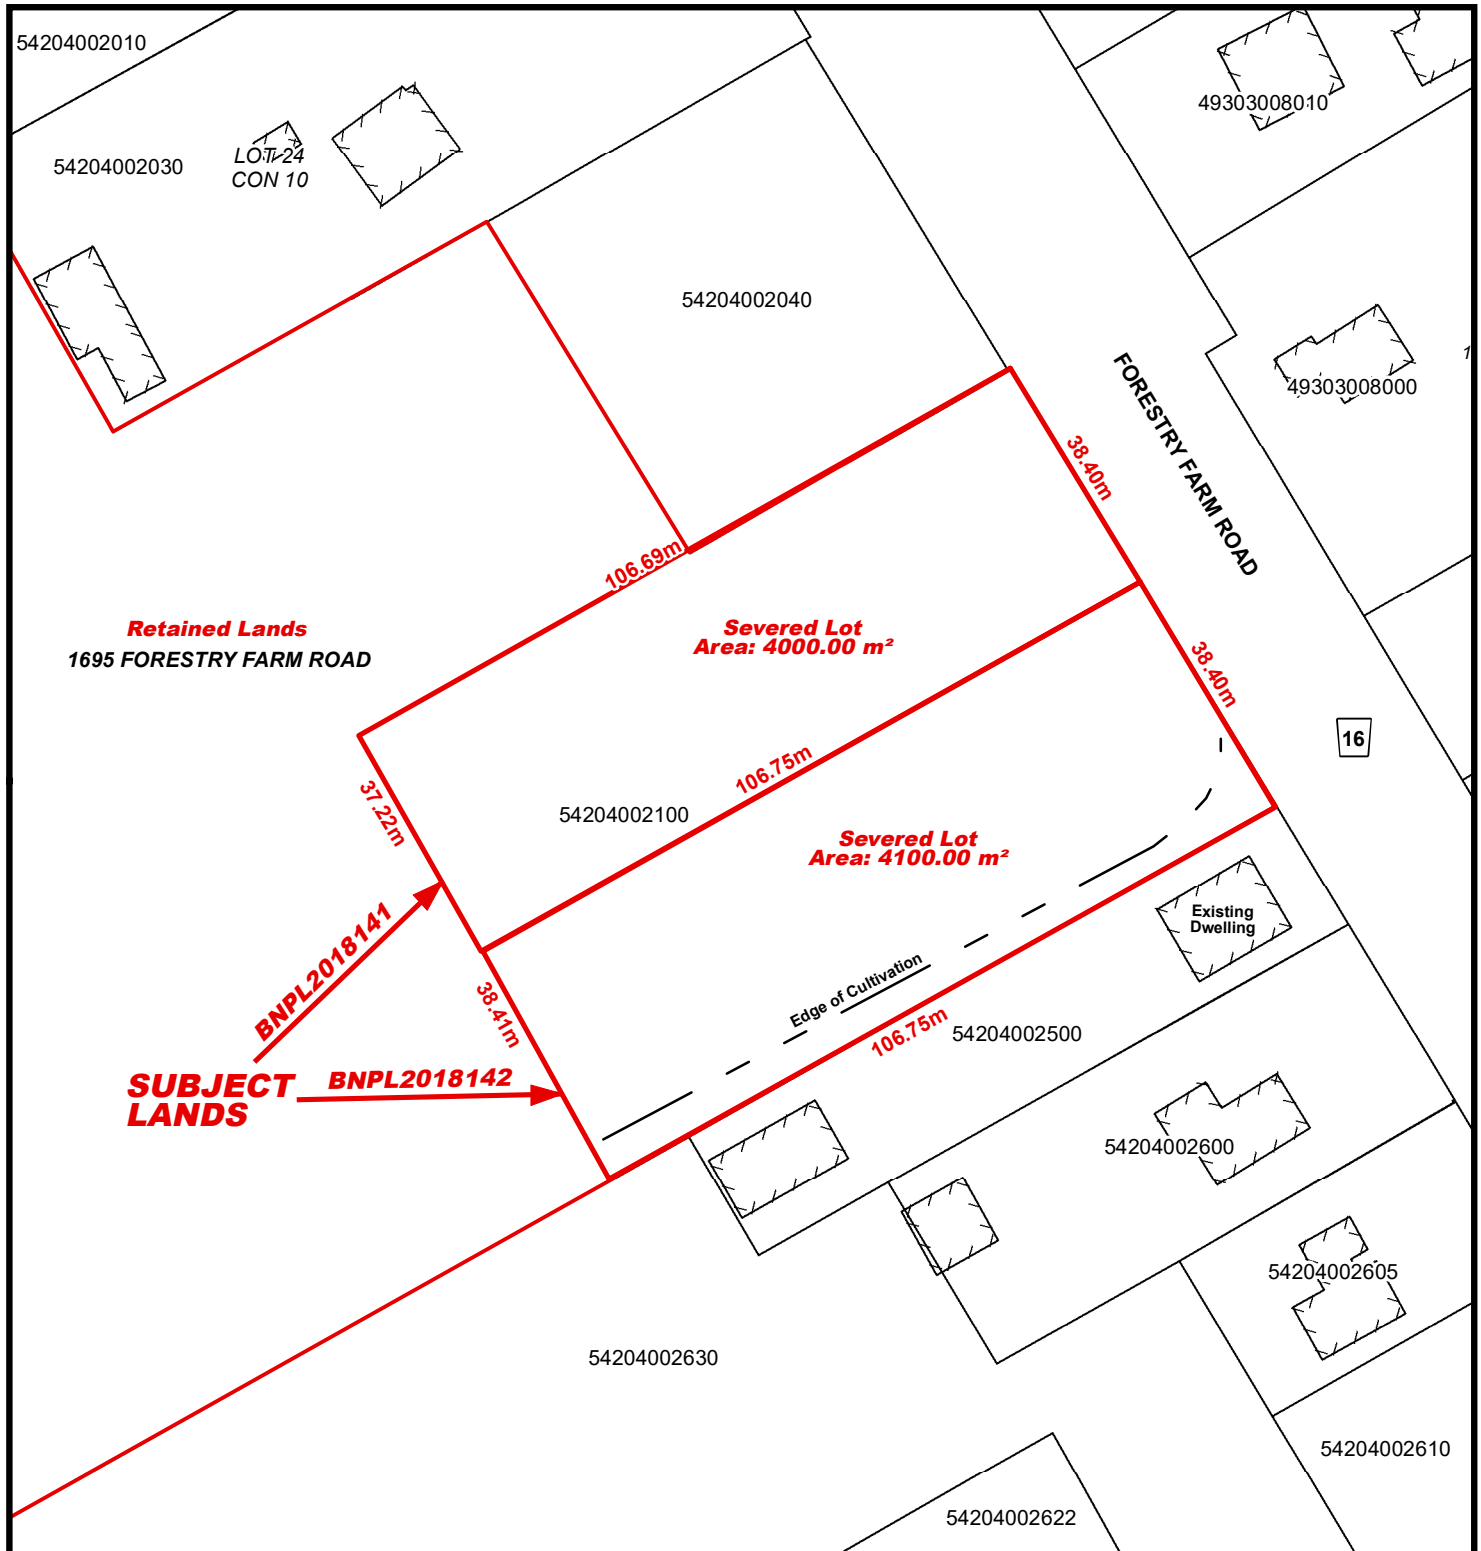 54204002010
49303008010
54204002030
LOT 24
CON 10
54204002040
49303008000
1
FORESTRY FARM ROAD
38.40m
106.69m
Retained Lands
1695 FORESTRY FARM ROAD
Severed Lot
Area: 4000.00 m²
38.40m
16
106.75m
37.22m
54204002100
Severed Lot
Area: 4100.00 m²
Existing
Dwelling
BNPL2018141
Edge of Cultivation
38.41m
106.75m
54204002500
SUBJECT
LANDS
BNPL2018142
54204002600
54204002605
54204002630
54204002610
54204002622